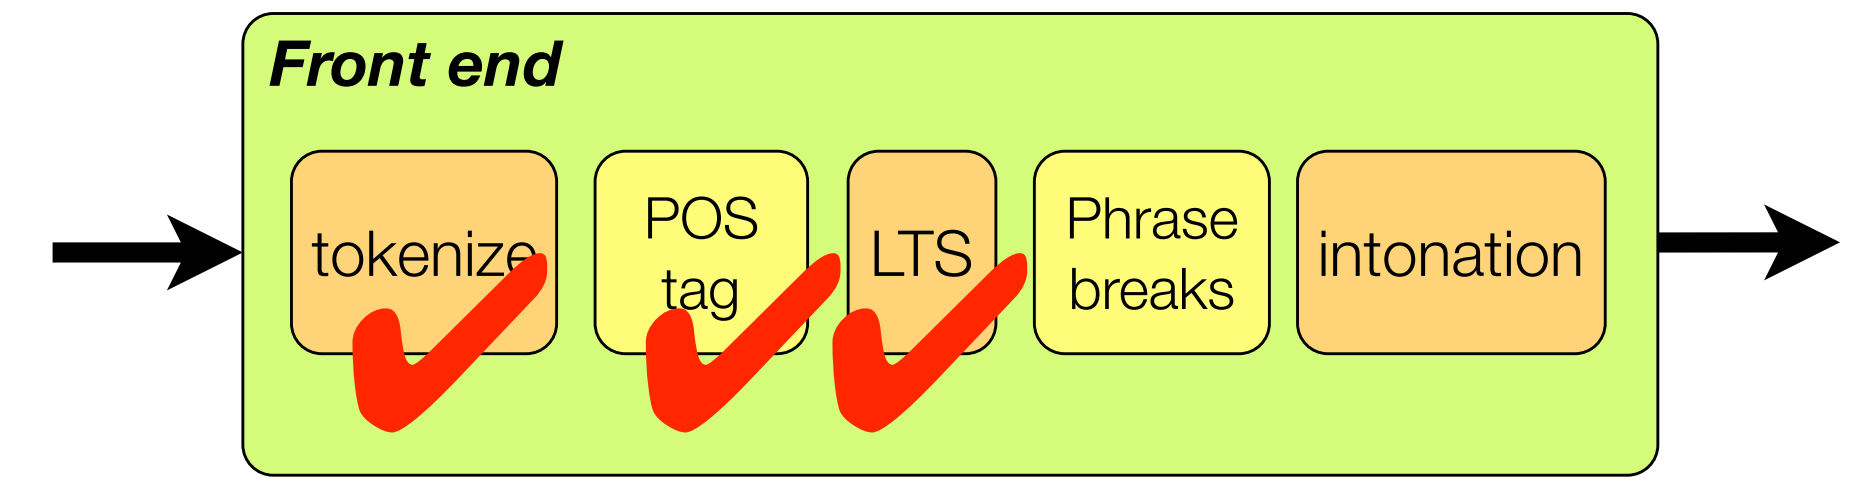 Front end
tokenize
POS
tag
LTS
Phrase
breaks
intonation